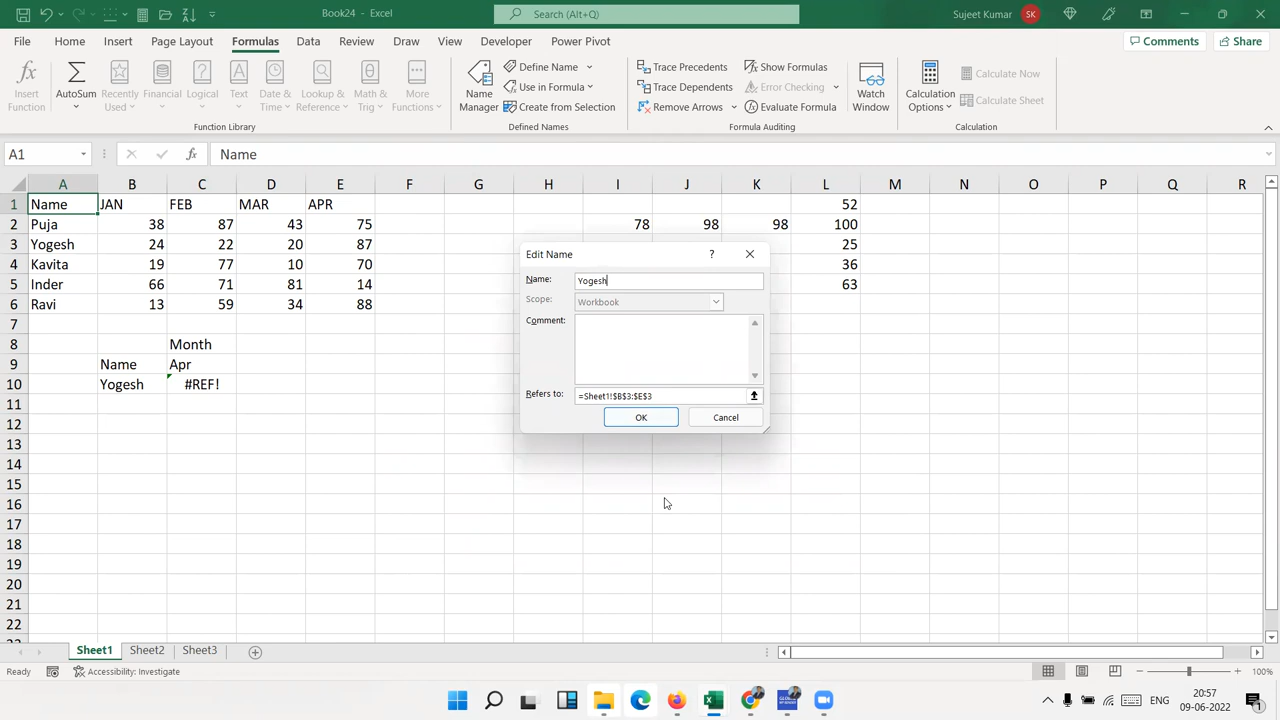 Book24 - Excel
Search (Alt+Q)
Sujeet Kumar
SK
File Home Insert Page Layout Formulas Data Review View Draw Developer Power Pivot
Comments
Share
Insert Function
AutoSum
Recently Used
Financial
Logical
Text
Date & Time
Lookup & Reference
Math & Trig
More Functions
Function Library
Name Manager
Define Name
Use in Formula
Create from Selection
Defined Names
Trace Precedents
Trace Dependents
Remove Arrows
Show Formulas
Error Checking
Evaluate Formula
Formula Auditing
Watch Window
Calculation Options
Calculate Now
Calculate Sheet
Calculation
A1
fx
Name
A B C D E F G H I J K L M N O P Q R
1 Name JAN FEB MAR APR 52
2 Puja 38 87 43 75 78 98 98 100
3 Yogesh 24 22 20 87 25
4 Kavita 19 77 10 70 36
5 Inder 66 71 81 14 63
6 Ravi 13 59 34 88
7
8 Month
9 Name Apr
10 Yogesh #REF!
11
12
13
14
15
16
17
18
19
20
21
22
Edit Name
?
Name: Yogesh
Scope: Workbook
Comment:
Refers to: =Sheet1!$B$3:$E$3
OK
Cancel
Sheet1 Sheet2 Sheet3
Ready
Accessibility: Investigate
100%
ENG
20:57
09-06-2022